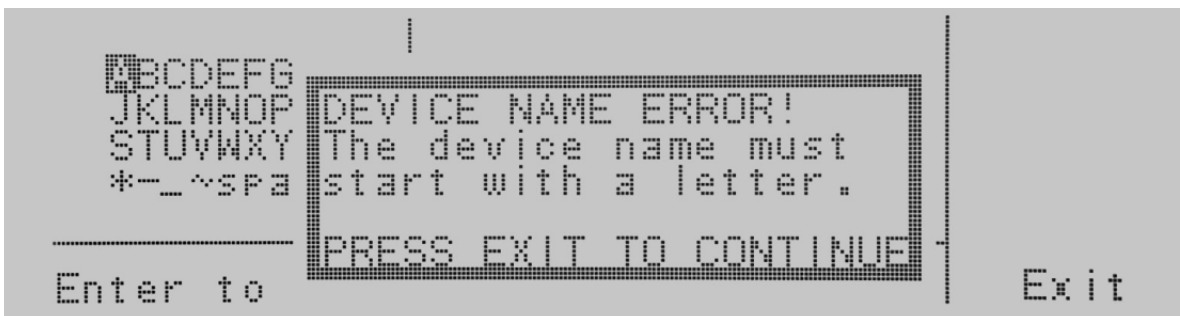 ABCDEFG
JKLMNOP
STUVWXY
*-_~spa
DEVICE NAME ERROR!
The device name must
start with a letter.
PRESS EXIT TO CONTINUE
Enter to
Exit